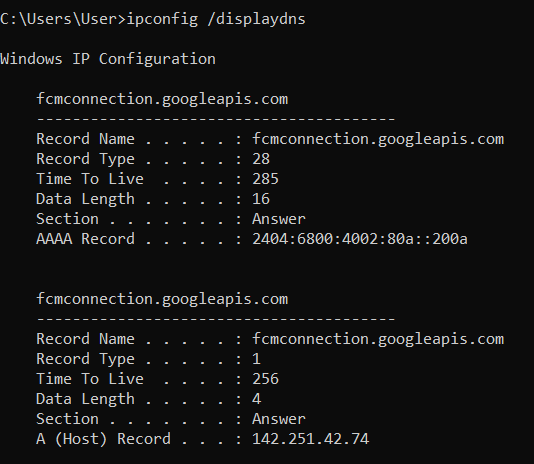 C:\Users\User>ipconfig /displaydns
Windows IP Configuration
fcmconnection.googleapis.com
----------------------------------------
Record Name . . . . . : fcmconnection.googleapis.com
Record Type . . . . . : 28
Time To Live  . . . . : 285
Data Length . . . . . : 16
Section . . . . . . . : Answer
AAAA Record . . . . . : 2404:6800:4002:80a::200a
fcmconnection.googleapis.com
----------------------------------------
Record Name . . . . . : fcmconnection.googleapis.com
Record Type . . . . . : 1
Time To Live  . . . . : 256
Data Length . . . . . : 4
Section . . . . . . . : Answer
A (Host) Record . . . : 142.251.42.74